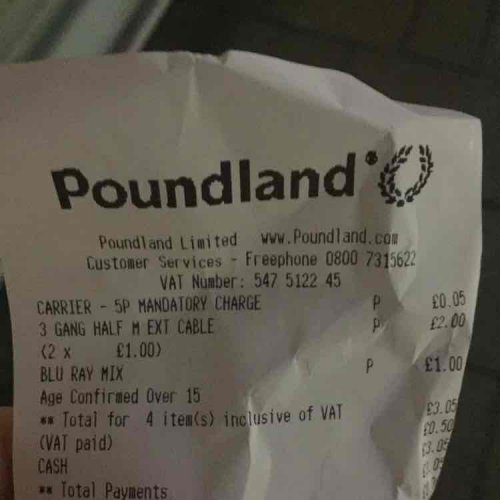 Poundland®
Poundland Limited www.Poundland.com
Customer Services - Freephone 0800 7315622
VAT Number: 547 5122 45
CARRIER - 5P MANDATORY CHARGE P £0.05
3 GANG HALF M EXT CABLE P £2.00
(2 x £1.00)
BLU RAY MIX P £1.00
Age Confirmed Over 15
** Total for 4 item(s) inclusive of VAT £3.05
(VAT paid) £0.50
CASH £3.05
** Total Payments